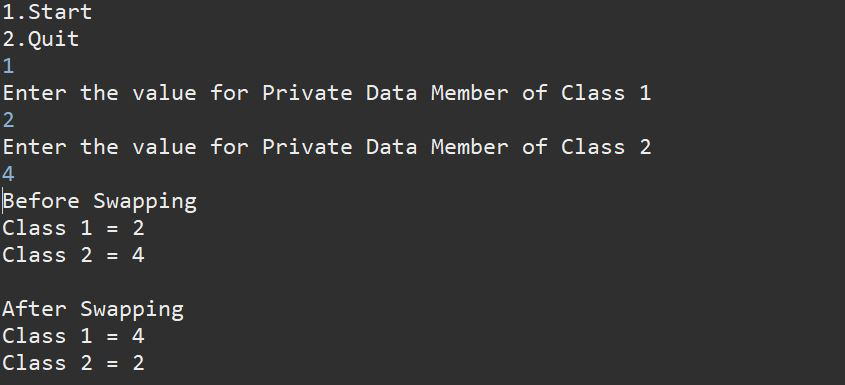 1.Start
2.Quit
1
Enter the value for Private Data Member of Class 1
2
Enter the value for Private Data Member of Class 2
4
Before Swapping
Class 1 = 2
Class 2 = 4
After Swapping
Class 1 = 4
Class 2 = 2